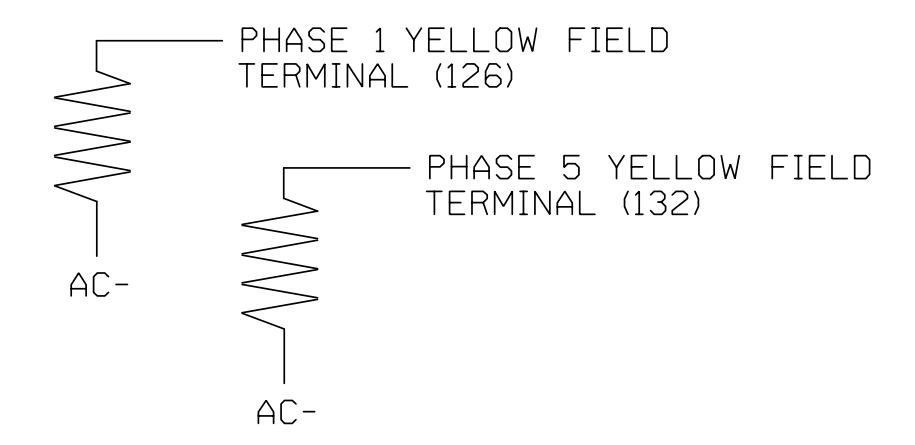 PHASE 1 YELLOW FIELD
TERMINAL (126)
AC-
PHASE 5 YELLOW FIELD
TERMINAL (132)
AC-